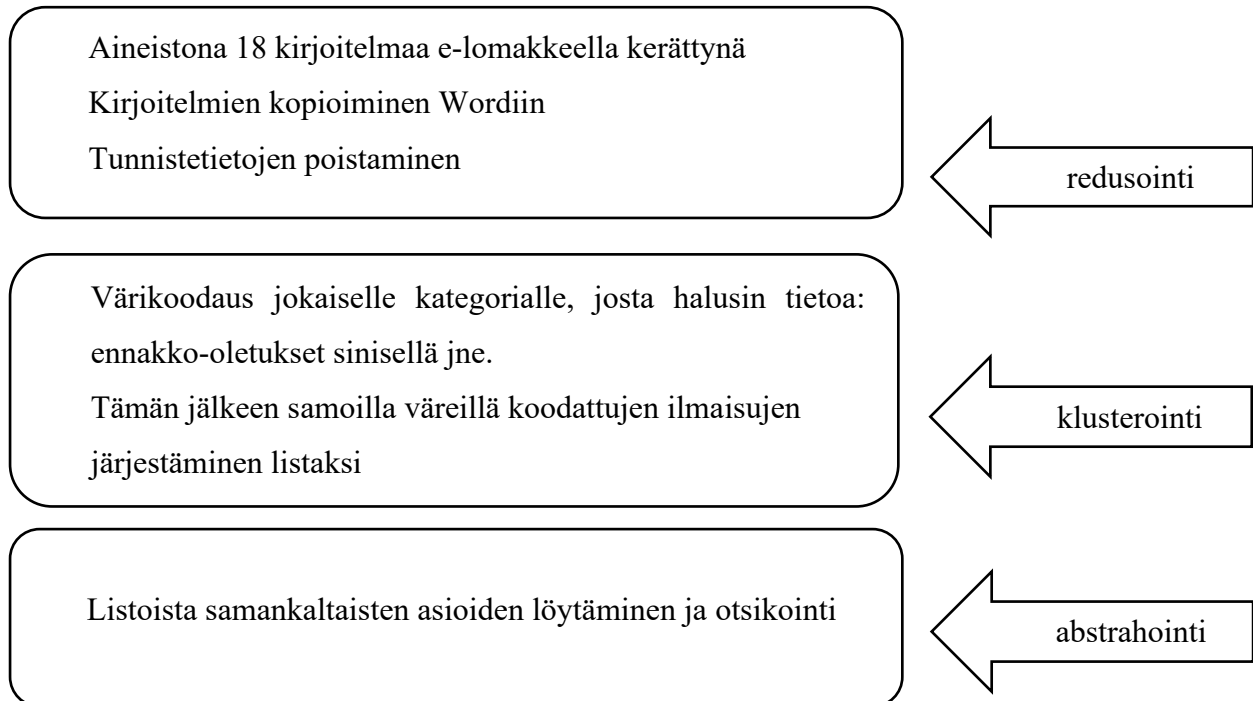 Aineistona 18 kirjoitelmaa e-lomakkeella kerättynä
Kirjoitelmien kopioiminen Wordiin
Tunnistetietojen poistaminen
redusointi
Värikoodaus jokaiselle kategorialle, josta halusin tietoa:
ennakko-oletukset sinisellä jne.
Tämän jälkeen samoilla väreillä koodattujen ilmaisujen
järjestäminen listaksi
klusterointi
Listoista samankaltaisten asioiden löytäminen ja otsikointi
abstrahointi